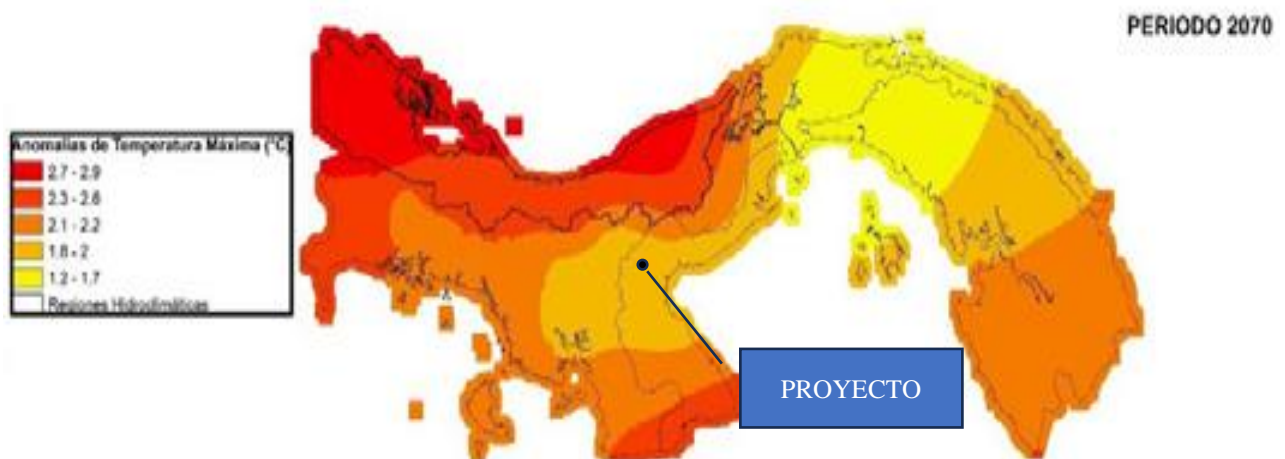 PERIODO 2070
Anomalias de Temperatura Máxima (°C)
2.7 - 2.9
2.3 - 2.6
2.1 - 2.2
1.8 - 2
1.2 - 1.7
Regiones Hidroclimáticas
PROYECTO